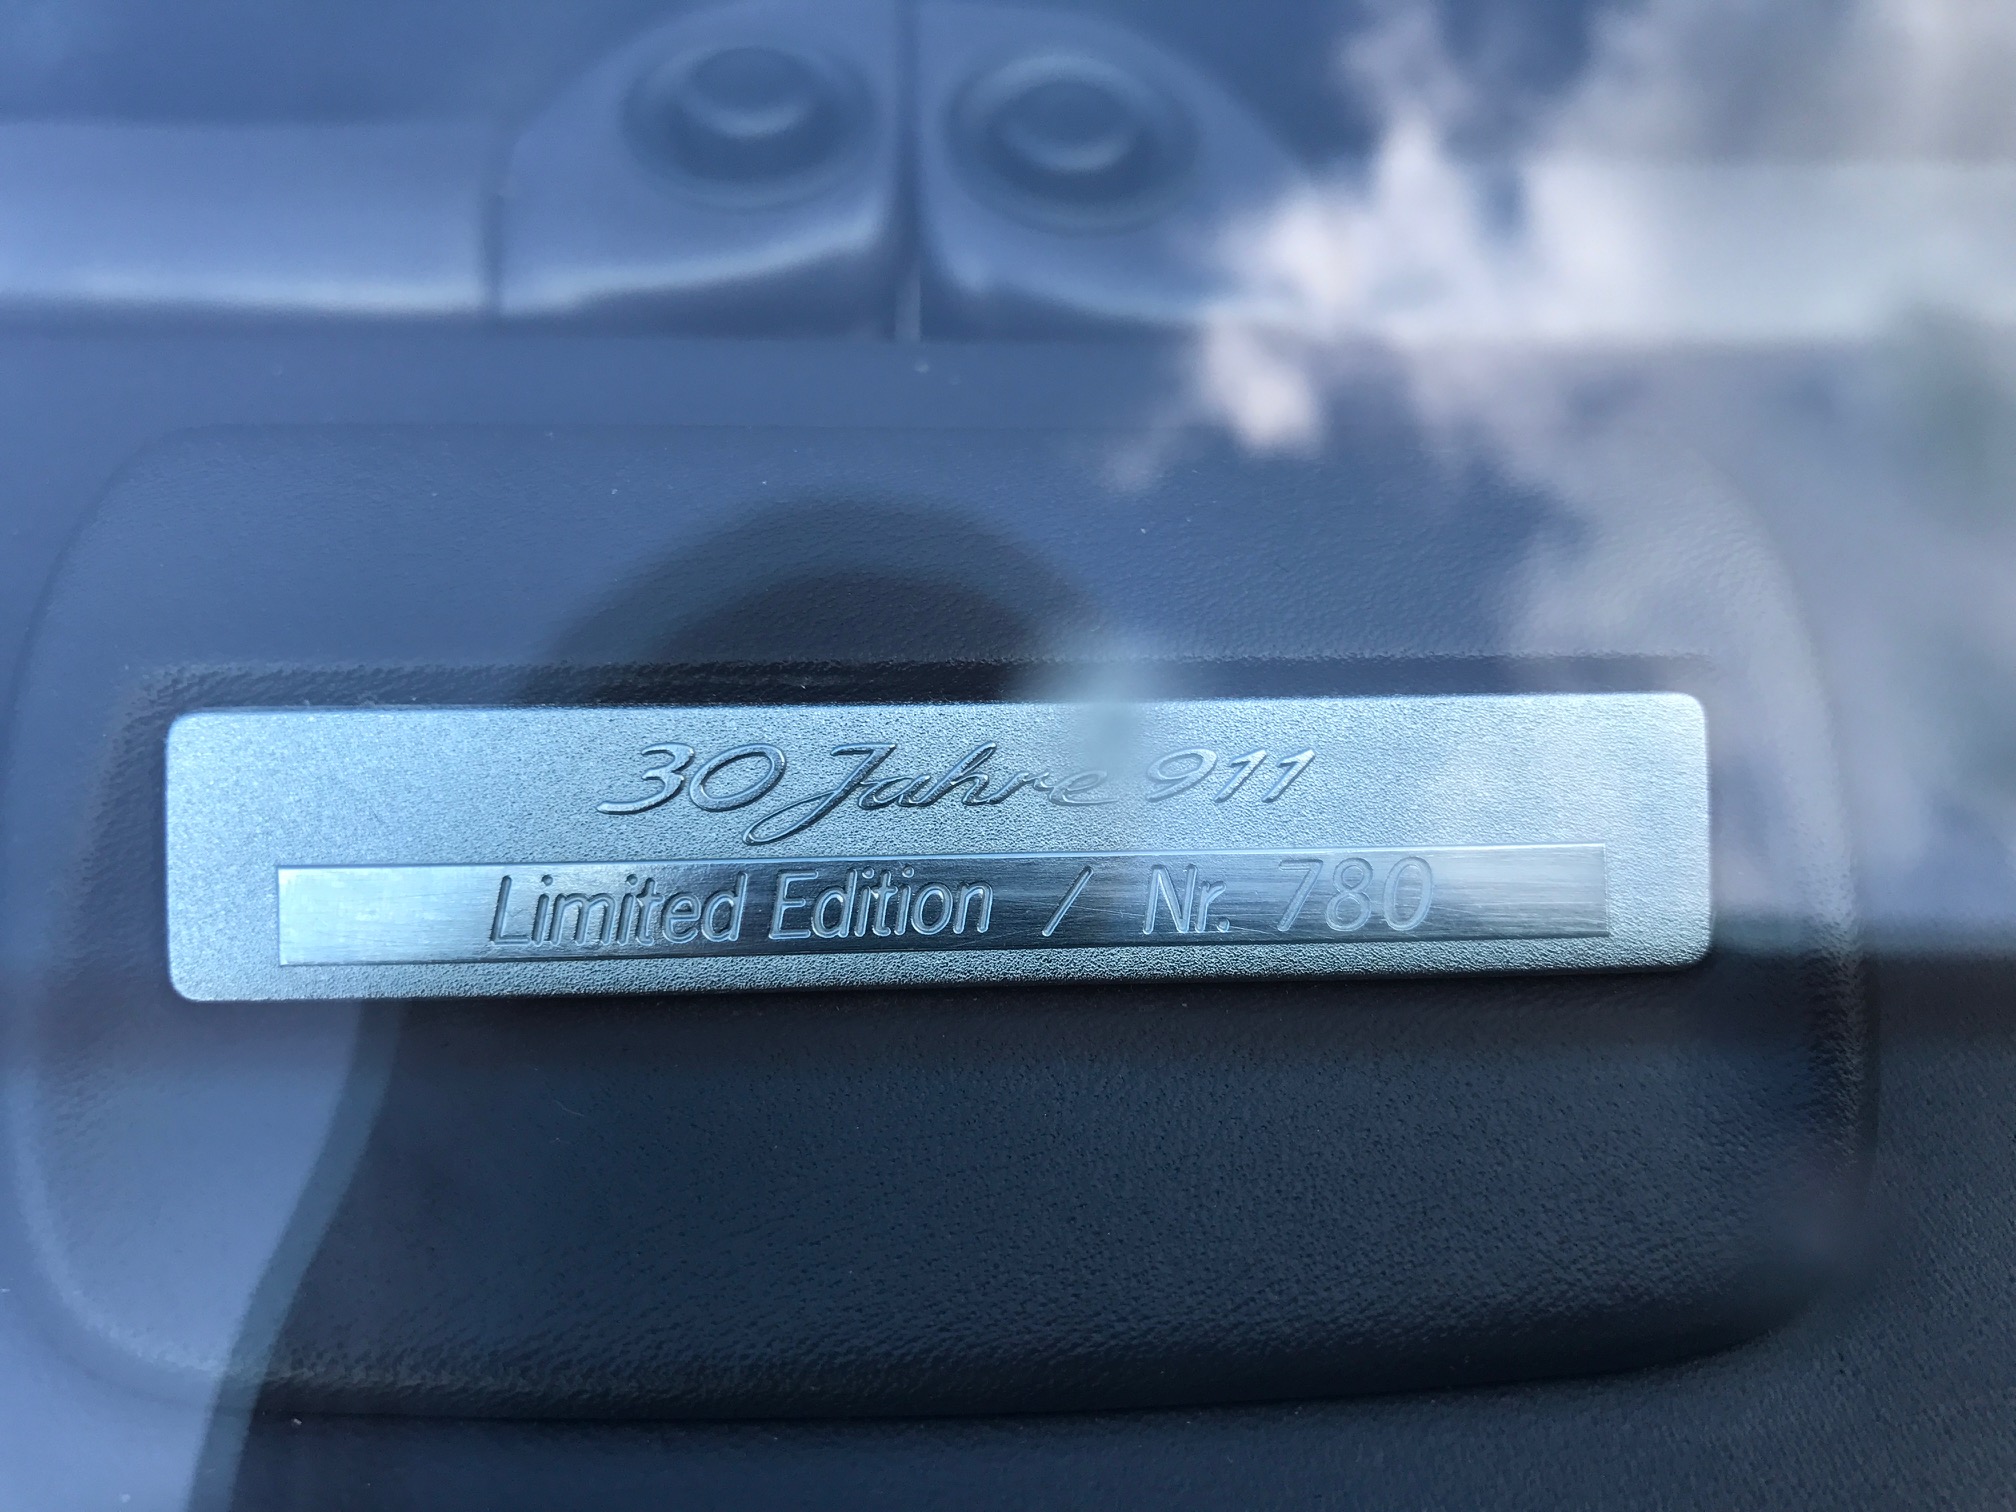 30 Jahre 911
Limited Edition / Nr. 780